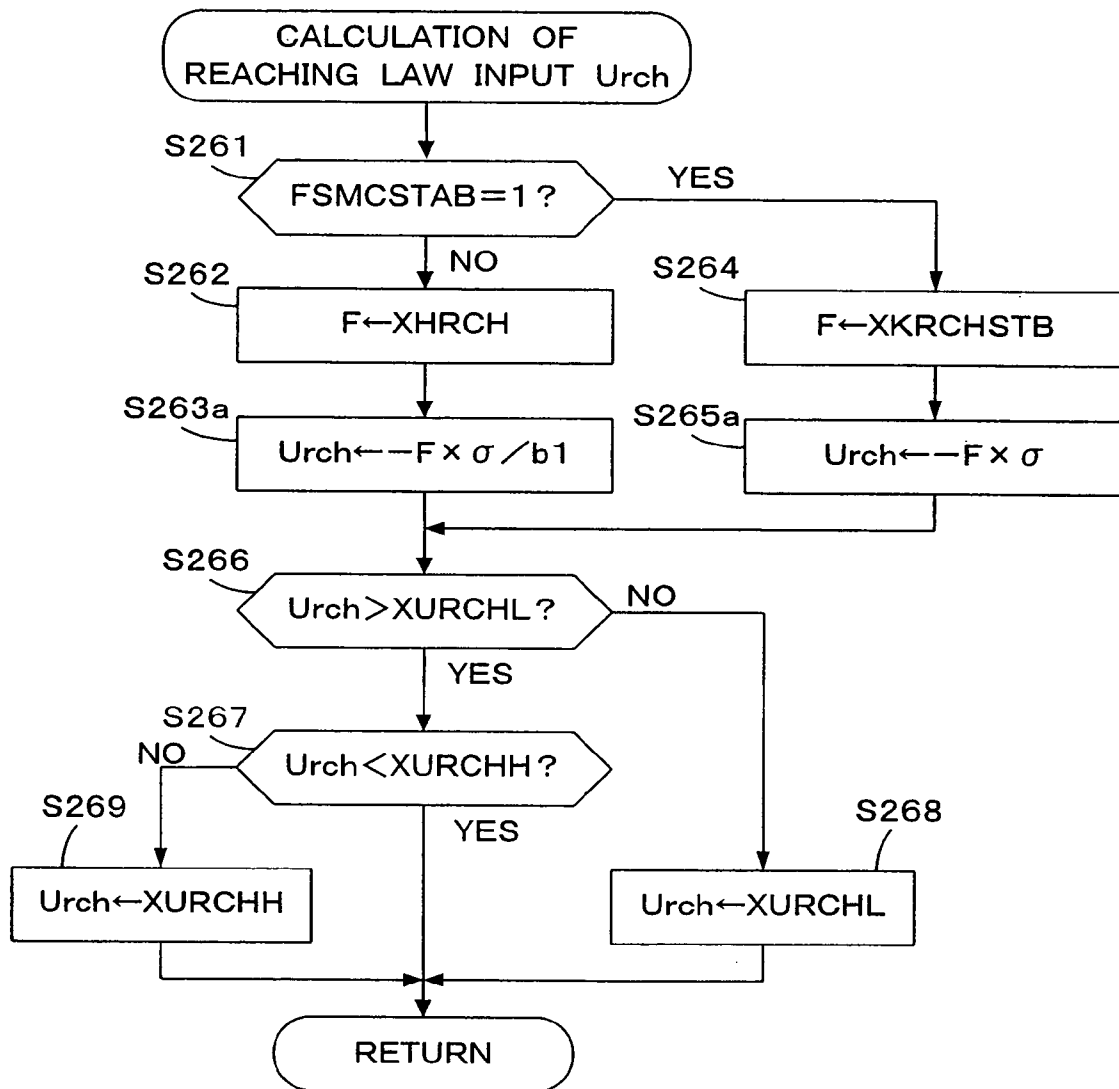 CALCULATION OF
REACHING LAW INPUT Urch
S261
FSMCSTAB=1?
YES
NO
S262
F←XHRCH
S264
F←XKRCHSTB
S263a
Urch←−F×σ/b1
S265a
Urch←−F×σ
S266
Urch>XURCHL?
NO
YES
S267
Urch<XURCHH?
NO
YES
S269
Urch←XURCHH
S268
Urch←XURCHL
RETURN